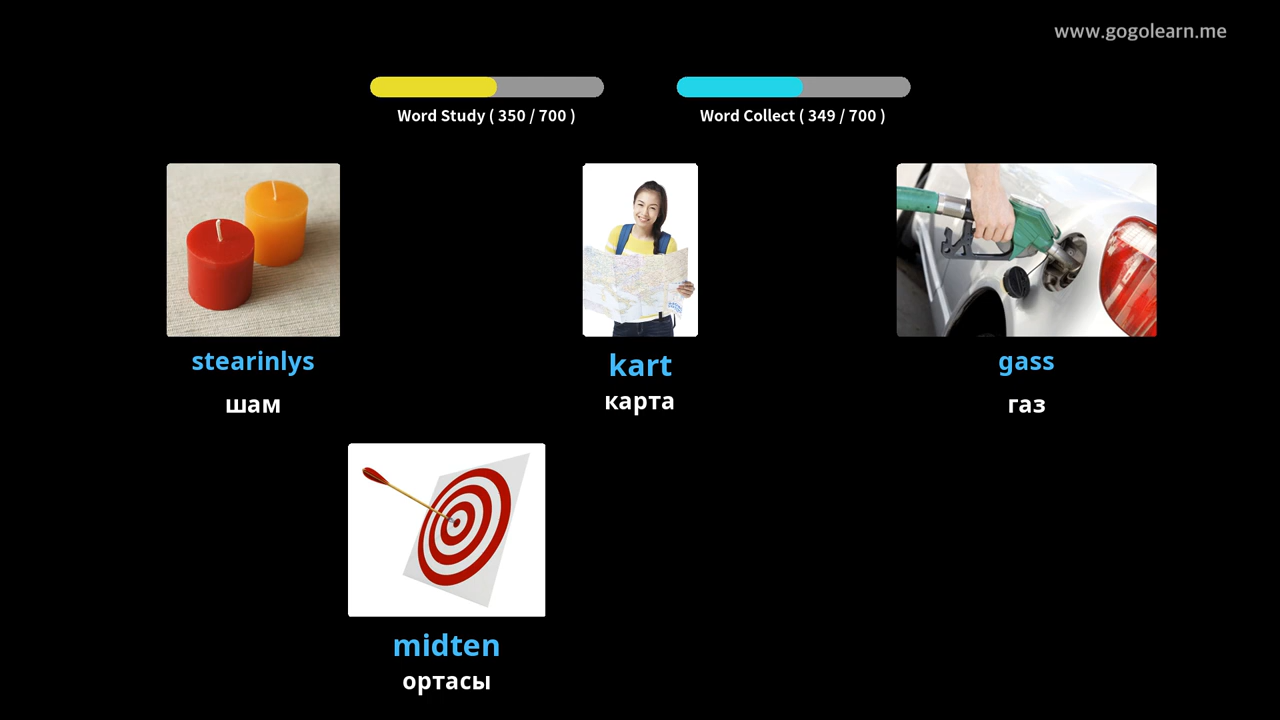 www.gogolearn.me
Word Study ( 350 / 700 )
Word Collect ( 349 / 700 )
stearinlys
шам
kart
карта
gass
газ
midten
ортасы